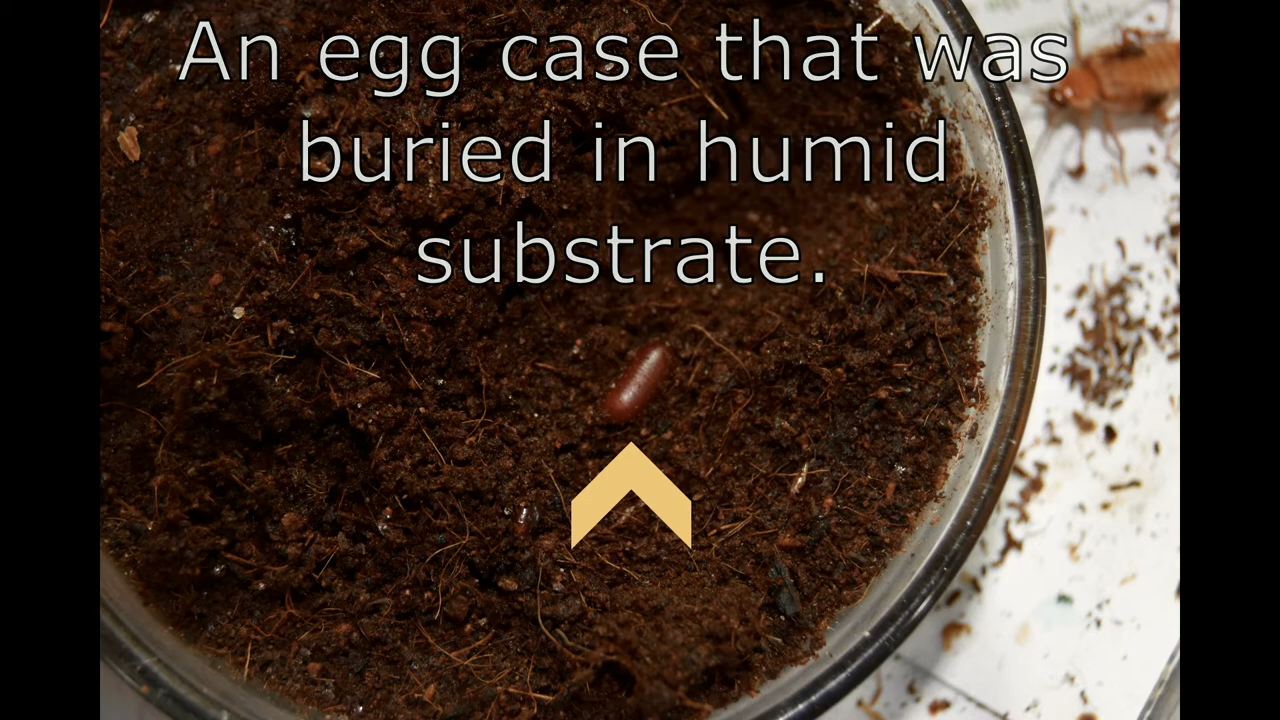 An egg case that was
buried in humid
substrate.